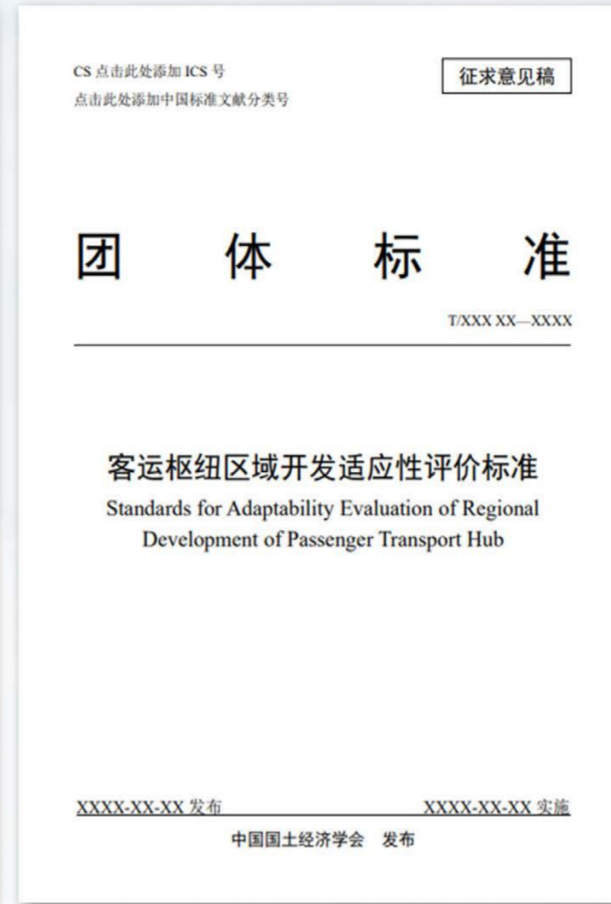 CS 点击此处添加 ICS 号
征求意见稿
点击此处添加中国标准文献分类号
团体标准
T/XXX XX—XXXX
客运枢纽区域开发适应性评价标准
Standards for Adaptability Evaluation of Regional
Development of Passenger Transport Hub
XXXX-XX-XX 发布
XXXX-XX-XX 实施
中国国土经济学会 发布